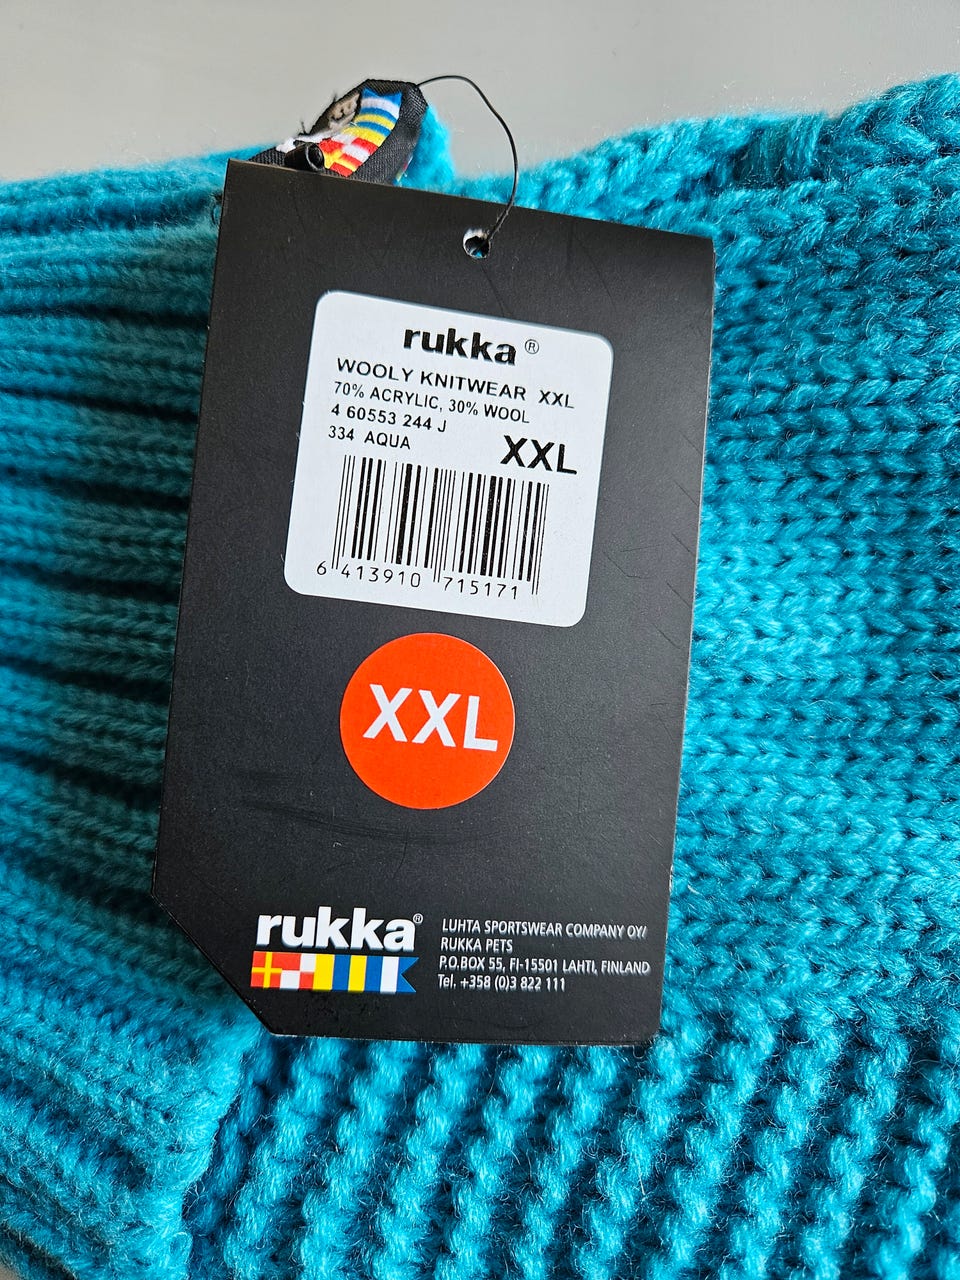 rukka ®
WOOLY KNITWEAR XXL
70% ACRYLIC, 30% WOOL
4 60553 244 J
334 AQUA
XXL
6 413910 715171
XXL
rukka®
LUHTA SPORTSWEAR COMPANY OY/
RUKKA PETS
P.O.BOX 55, FI-15501 LAHTI, FINLAND
Tel. +358 (0)3 822 111